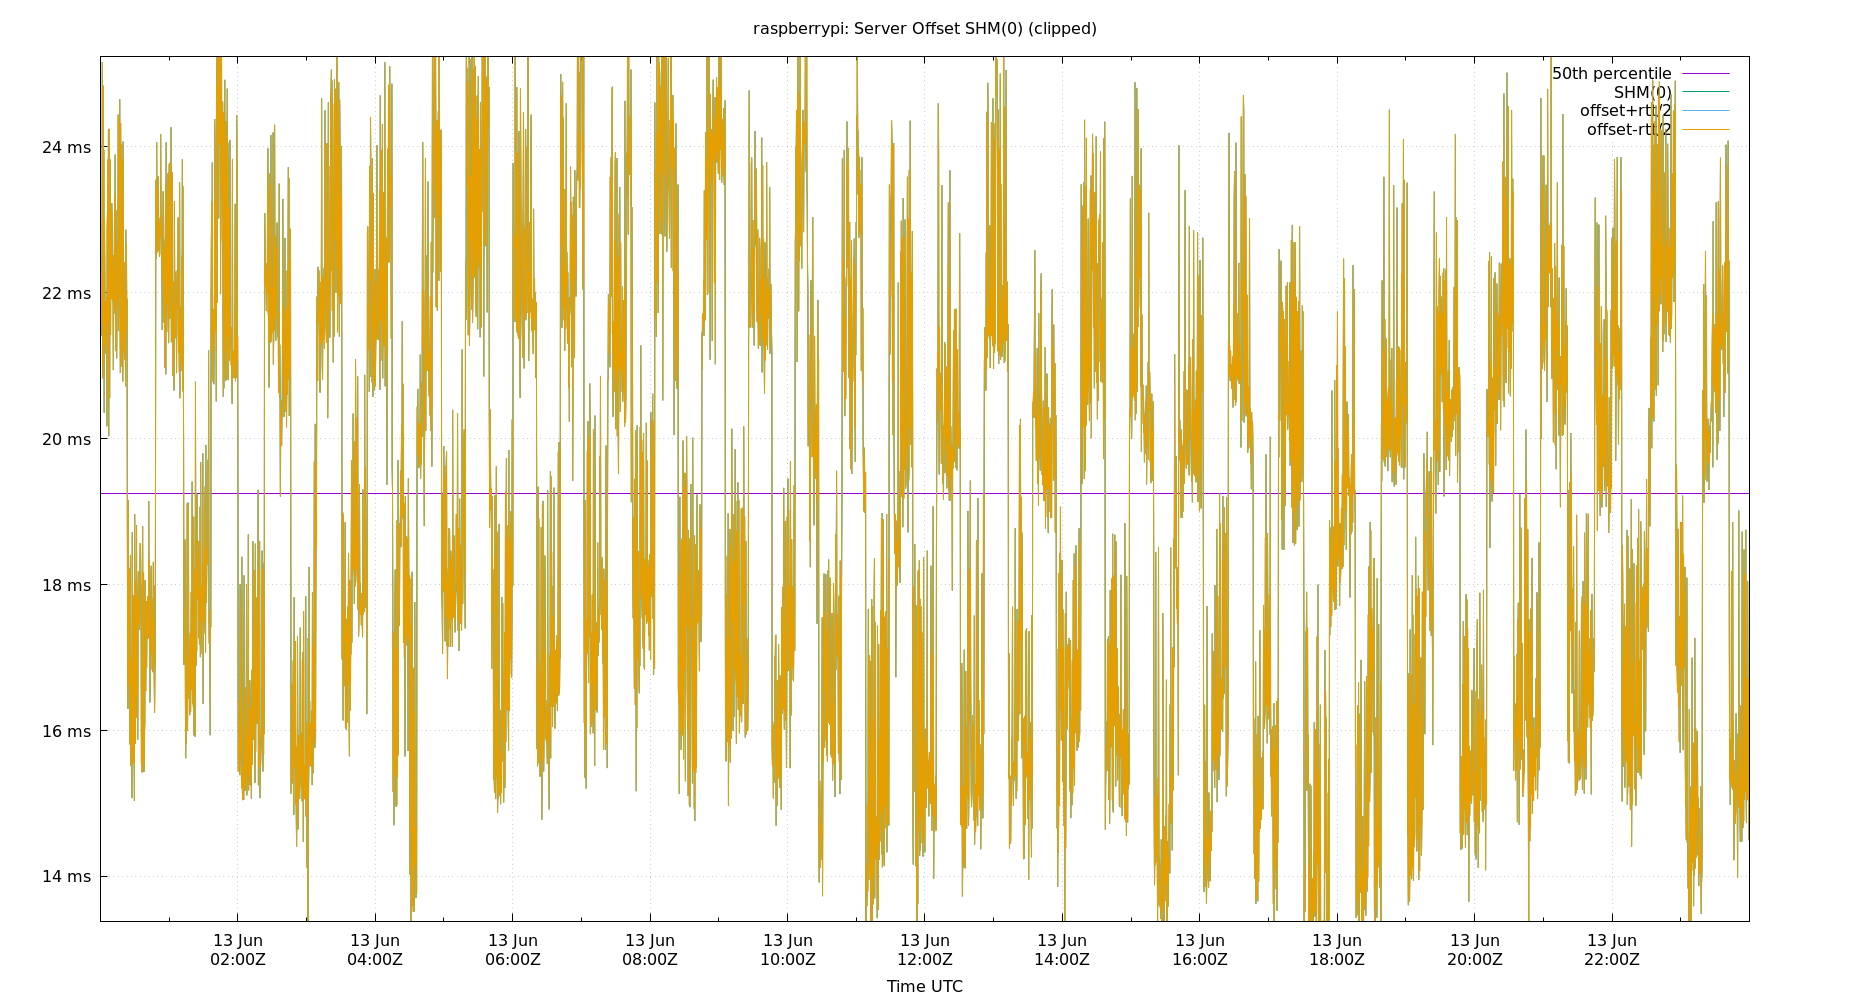 raspberrypi: Server Offset SHM(0) (clipped)
50th percentile
SHM(0)
offset+rtt/2
offset-rtt/2
24 ms
22 ms
20 ms
18 ms
16 ms
14 ms
13 Jun 13 Jun 13 Jun 13 Jun 13 Jun 13 Jun 13 Jun 13 Jun 13 Jun 13 Jun 13 Jun
02:00Z 04:00Z 06:00Z 08:00Z 10:00Z 12:00Z 14:00Z 16:00Z 18:00Z 20:00Z 22:00Z
Time UTC